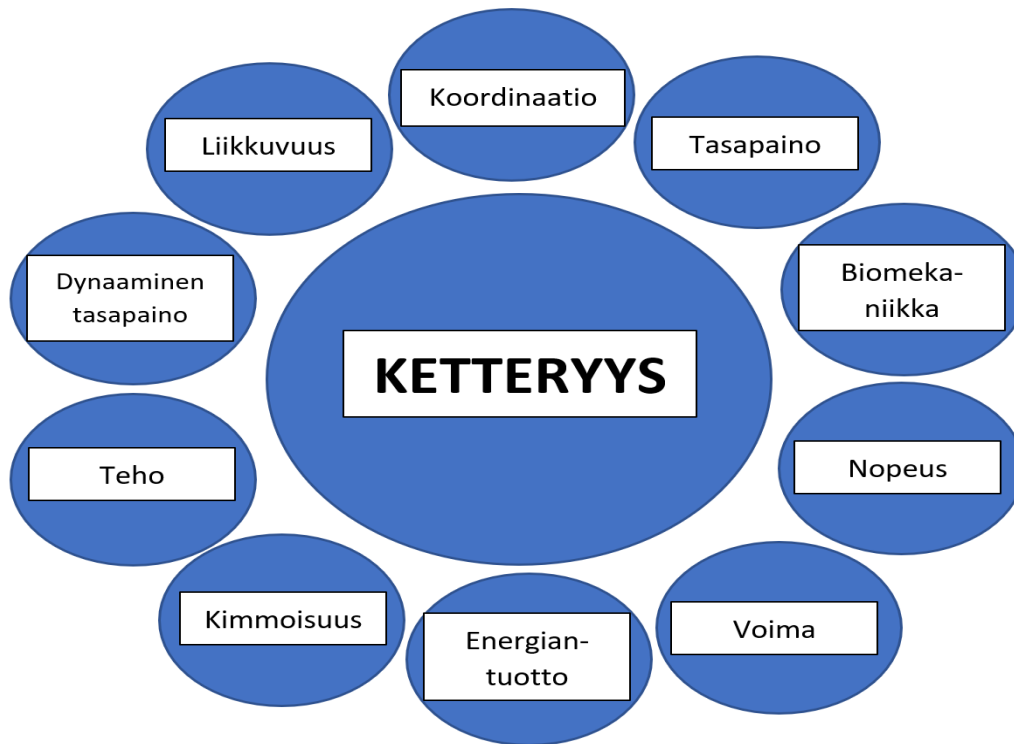 Koordinaatio
Liikkuvuus
Tasapaino
Dynaaminen
tasapaino
Biomeka-
niikka
KETTERYYS
Teho
Nopeus
Kimmoisuus
Energian-
tuotto
Voima